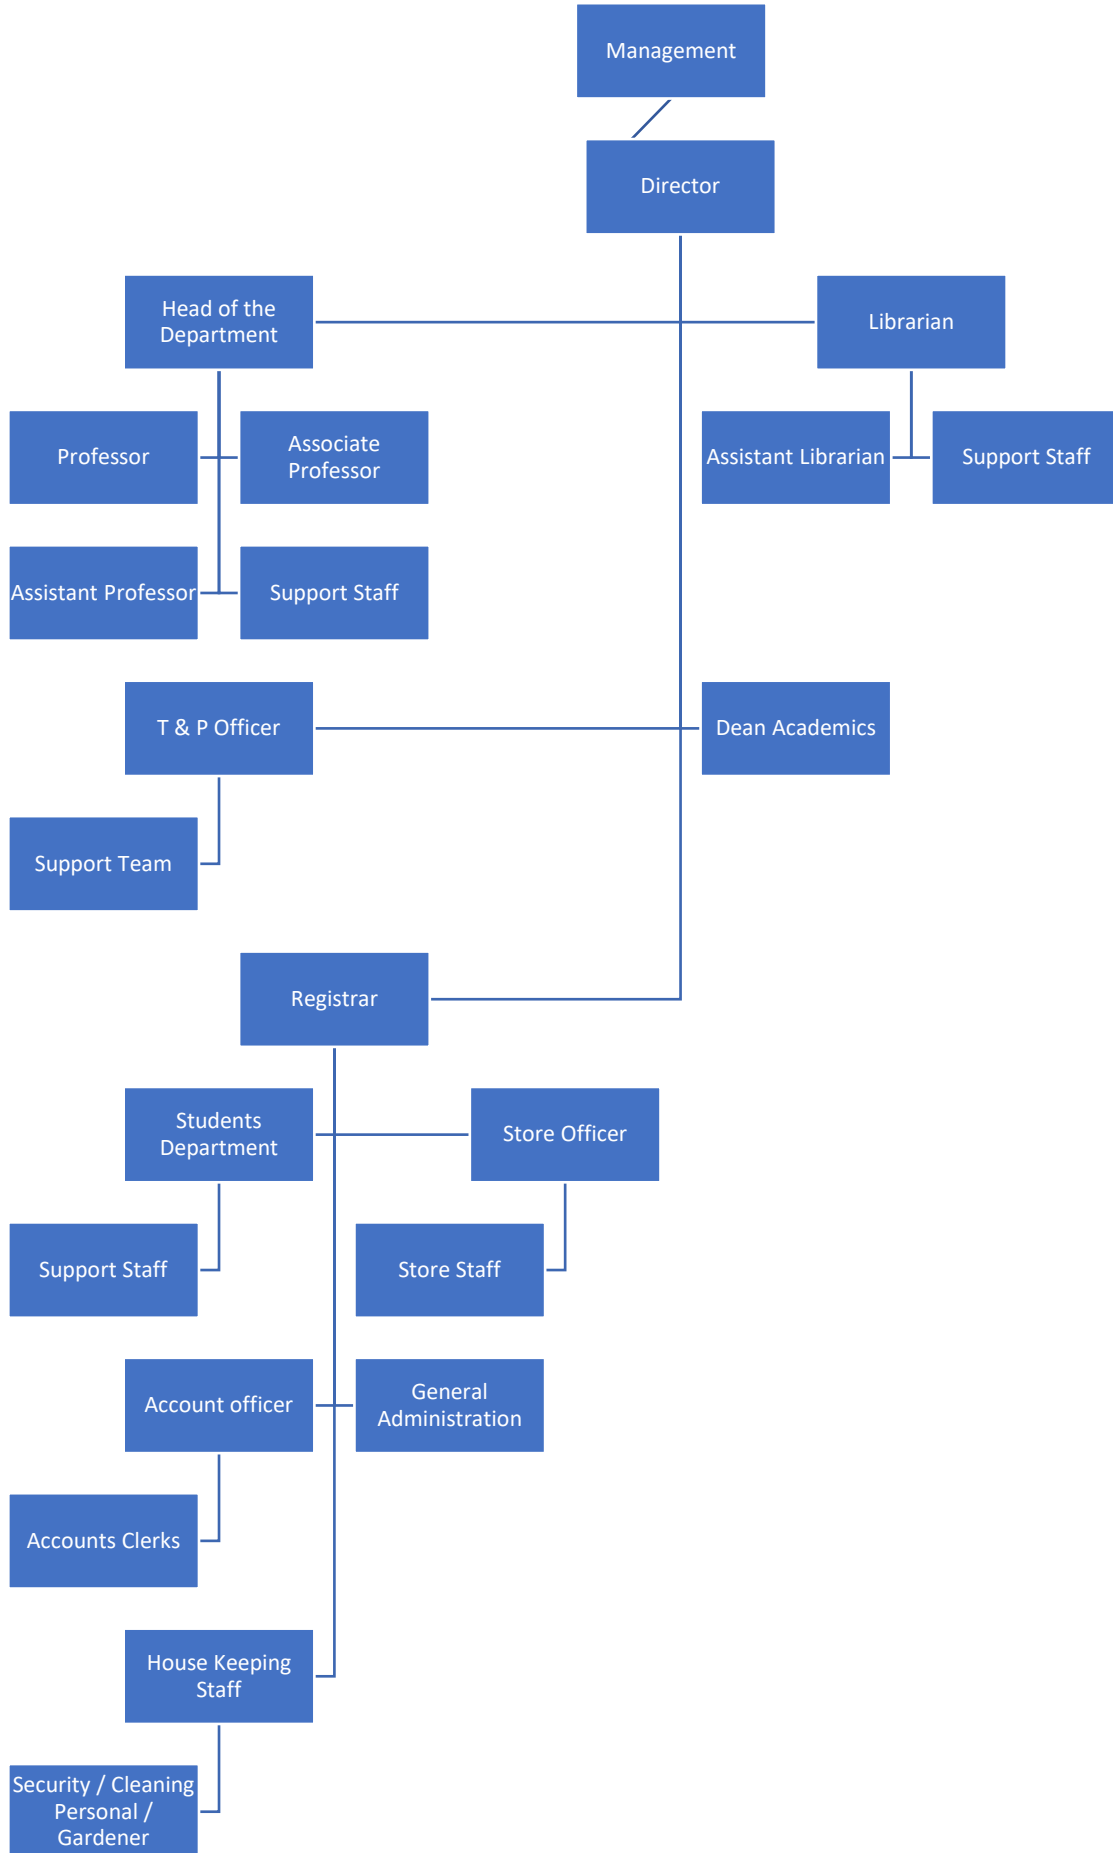 Management
Director
Head of the
Department
Librarian
Professor
Associate
Professor
Assistant Librarian
Support Staff
Assistant Professor
Support Staff
T & P Officer
Dean Academics
Support Team
Registrar
Students
Department
Store Officer
Support Staff
Store Staff
Account officer
General
Administration
Accounts Clerks
House Keeping
Staff
Security / Cleaning
Personal /
Gardener